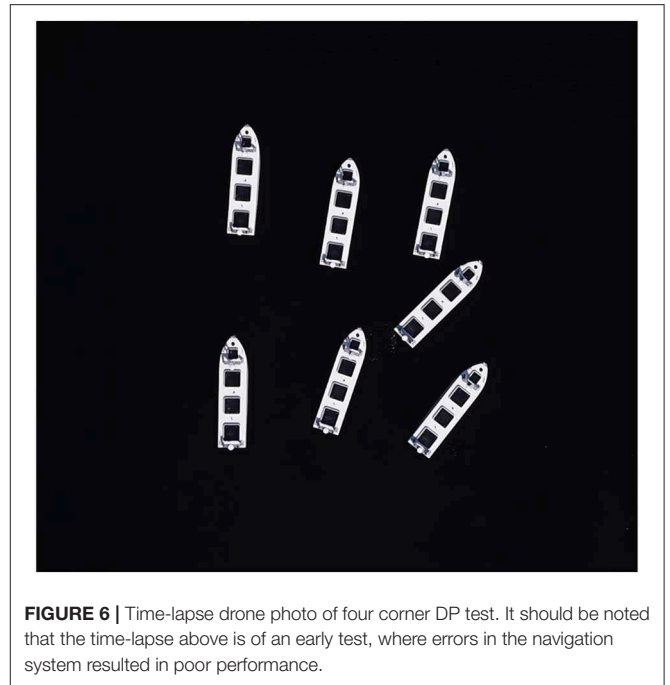 FIGURE 6 | Time-lapse drone photo of four corner DP test. It should be noted
that the time-lapse above is of an early test, where errors in the navigation
system resulted in poor performance.